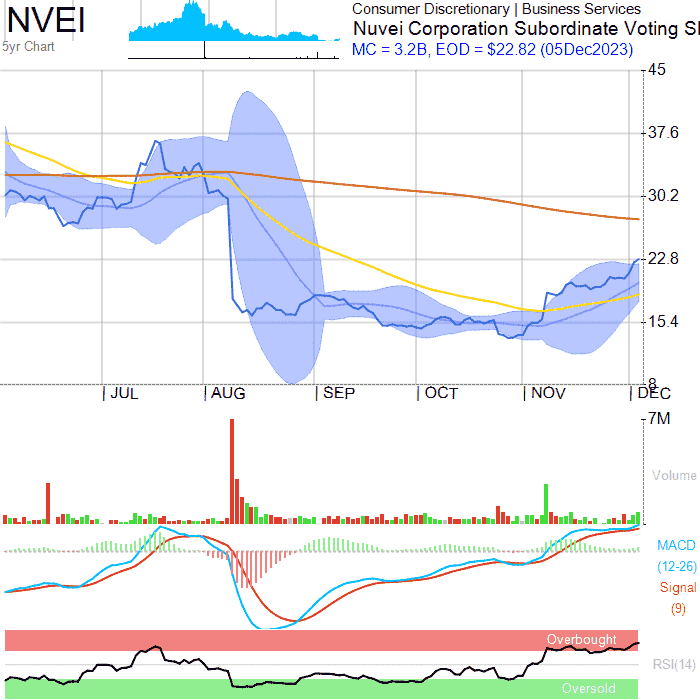 NVEI
5yr Chart
Consumer Discretionary | Business Services
Nuvei Corporation Subordinate Voting
MC = 3.2B, EOD = $22.82 (05Dec2023)
45
37.6
30.2
22.8
15.4
8
JUL AUG SEP OCT NOV DEC
7M
Volume
MACD
(12-26)
Signal
(9)
Overbought
RSI(14)
Oversold